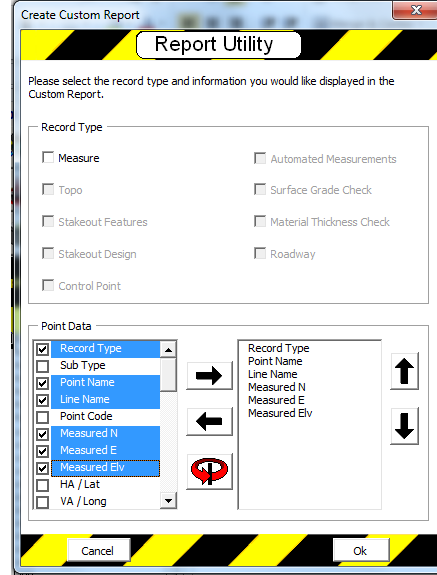 Create Custom Report
Report Utility
Please select the record type and information you would like displayed in the
Custom Report.
Record Type
Measure
Automated Measurements
Topo
Surface Grade Check
Stakeout Features
Material Thickness Check
Stakeout Design
Roadway
Control Point
Point Data
Record Type
Sub Type
Point Name
Line Name
Point Code
Measured N
Measured E
Measured Elv
HA / Lat
VA / Long
Record Type
Point Name
Line Name
Measured N
Measured E
Measured Elv
Cancel
Ok